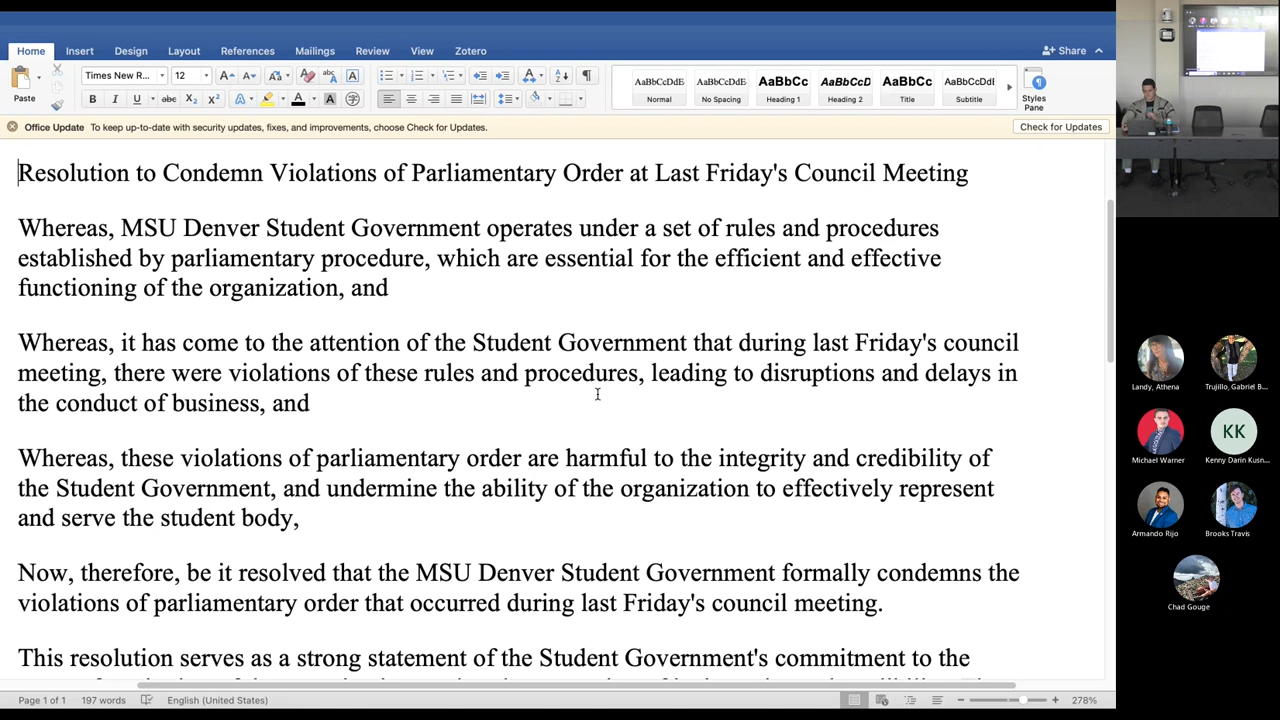 Home Insert Design Layout References Mailings Review View Zotero Share
Times New R... 12
Paste
AaBbCcDdE AaBbCcDdE AaBbCc AaBbCcD AaBbCc AaBbCcDdI
Normal No Spacing Heading 1 Heading 2 Title Subtitle Styles Pane
Office Update To keep up-to-date with security updates, fixes, and improvements, choose Check for Updates. Check for Updates
Resolution to Condemn Violations of Parliamentary Order at Last Friday's Council Meeting
Whereas, MSU Denver Student Government operates under a set of rules and procedures
established by parliamentary procedure, which are essential for the efficient and effective
functioning of the organization, and
Whereas, it has come to the attention of the Student Government that during last Friday's council
meeting, there were violations of these rules and procedures, leading to disruptions and delays in
the conduct of business, and
Whereas, these violations of parliamentary order are harmful to the integrity and credibility of
the Student Government, and undermine the ability of the organization to effectively represent
and serve the student body,
Now, therefore, be it resolved that the MSU Denver Student Government formally condemns the
violations of parliamentary order that occurred during last Friday's council meeting.
This resolution serves as a strong statement of the Student Government's commitment to the
Page 1 of 1 197 words English (United States) 278%
Landy, Athena
Trujillo, Gabriel B...
Michael Warner
KK
Kenny Darin Kusn...
Armando Rijo
Brooks Travis
Chad Gouge